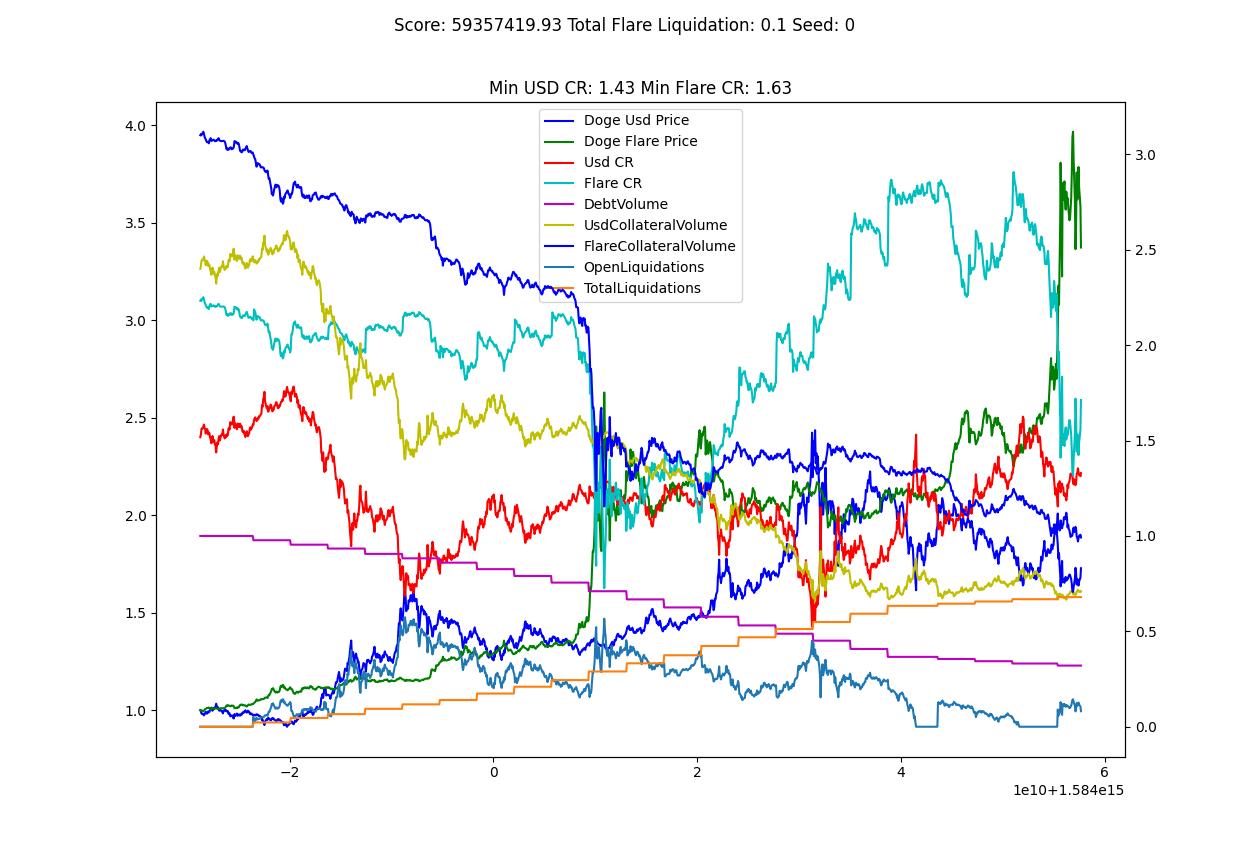 Score: 59357419.93 Total Flare Liquidation: 0.1 Seed: 0
Min USD CR: 1.43 Min Flare CR: 1.63
Doge Usd Price
Doge Flare Price
Usd CR
Flare CR
DebtVolume
UsdCollateralVolume
FlareCollateralVolume
OpenLiquidations
TotalLiquidations
4.0
3.5
3.0
2.5
2.0
1.5
1.0
3.0
2.5
2.0
1.5
1.0
0.5
0.0
−2 0 2 4 6
1e10+1.584e15